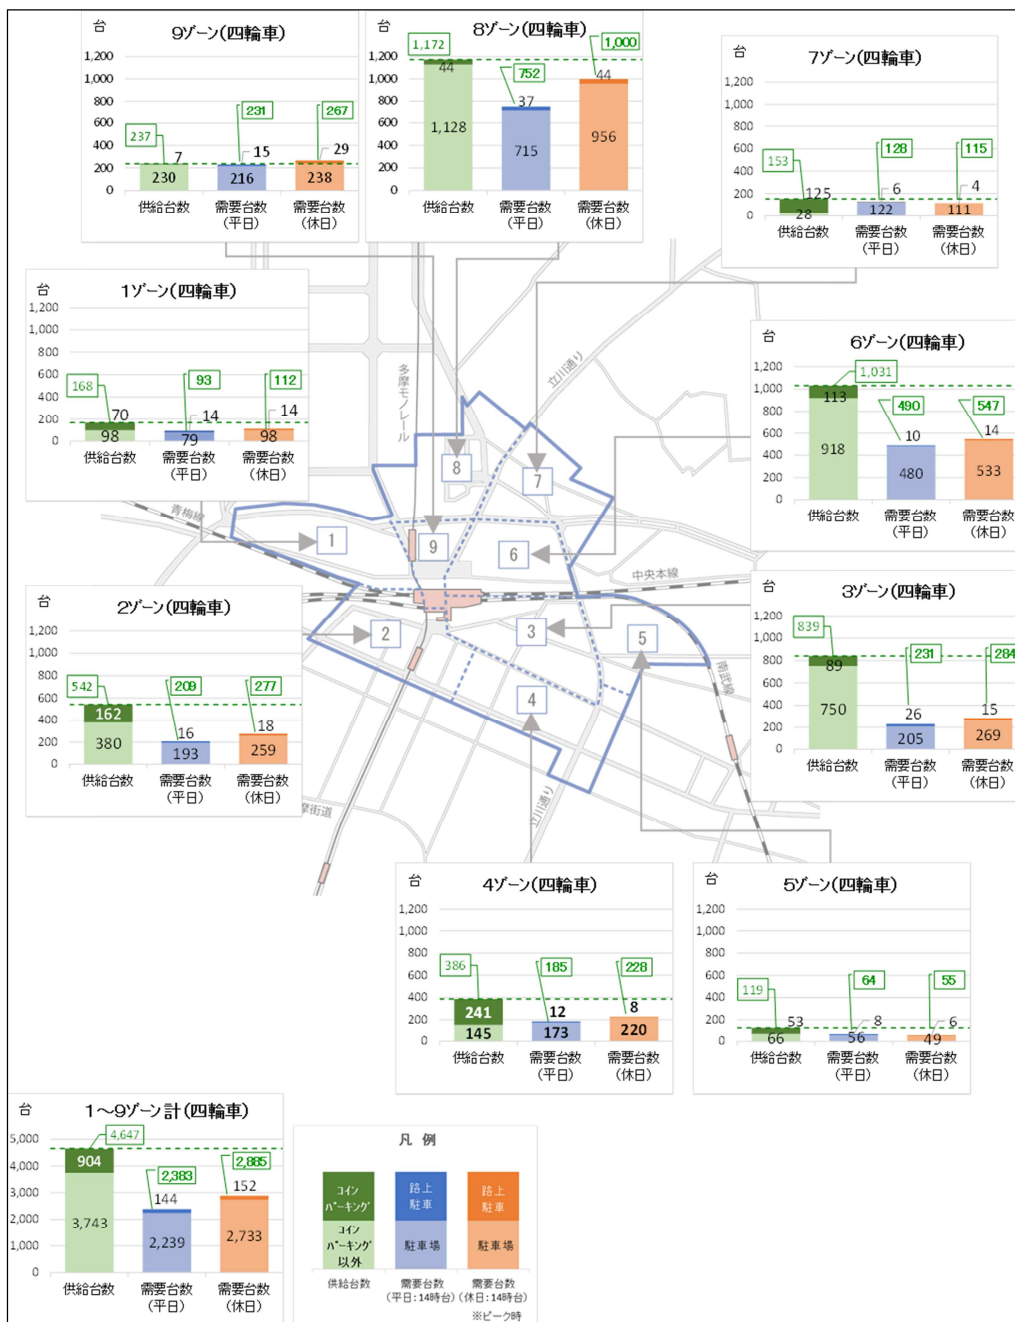 台
9ゾーン(四輪車)
1,200
1,000
800
600
400
200
0
237
231
267
7
15
29
230
216
238
供給台数
需要台数
(平日)
需要台数
(休日)
台
8ゾーン(四輪車)
1,200
1,000
800
600
400
200
0
1,172
752
1,000
44
37
44
1,128
715
956
供給台数
需要台数
(平日)
需要台数
(休日)
台
7ゾーン(四輪車)
1,200
1,000
800
600
400
200
0
153
128
115
125
6
4
28
122
111
供給台数
需要台数
(平日)
需要台数
(休日)
台
1ゾーン(四輪車)
1,200
1,000
800
600
400
200
0
168
93
112
70
14
14
98
79
98
供給台数
需要台数
(平日)
需要台数
(休日)
台
6ゾーン(四輪車)
1,200
1,000
800
600
400
200
0
1,031
490
547
113
10
14
918
480
533
供給台数
需要台数
(平日)
需要台数
(休日)
多摩モノレール
立川通り
青梅線
中央本線
南武線
立川通り
摩街道
8
7
1
9
6
2
3
5
4
台
2ゾーン(四輪車)
1,200
1,000
800
600
400
200
0
542
209
277
162
16
18
380
193
259
供給台数
需要台数
(平日)
需要台数
(休日)
台
3ゾーン(四輪車)
1,200
1,000
800
600
400
200
0
839
231
284
89
26
15
750
205
269
供給台数
需要台数
(平日)
需要台数
(休日)
台
4ゾーン(四輪車)
1,200
1,000
800
600
400
200
0
386
185
228
241
12
8
145
173
220
供給台数
需要台数
(平日)
需要台数
(休日)
台
5ゾーン(四輪車)
1,200
1,000
800
600
400
200
0
119
64
55
53
8
6
66
56
49
供給台数
需要台数
(平日)
需要台数
(休日)
台
1～9ゾーン計(四輪車)
5,000
4,000
3,000
2,000
1,000
0
4,647
2,383
2,885
904
144
152
3,743
2,239
2,733
供給台数
需要台数
(平日)
需要台数
(休日)
凡 例
コイン
パーキング
路上
駐車
路上
駐車
コイン
パーキング
以外
駐車場
駐車場
供給台数
需要台数
(平日:14時台)
需要台数
(休日:14時台)
※ピーク時